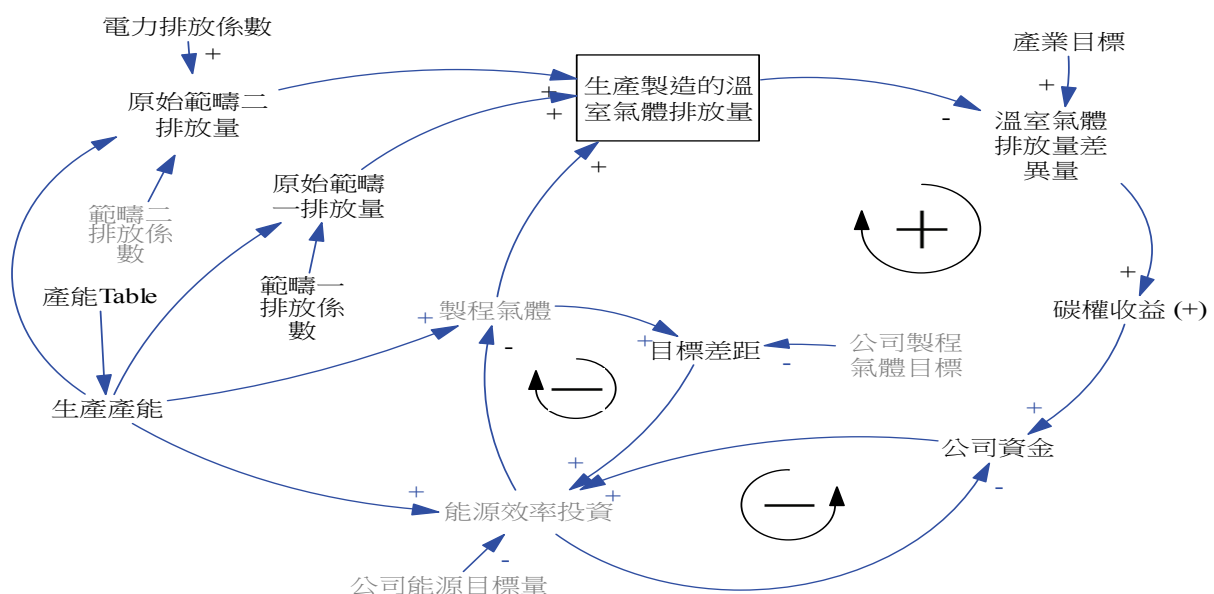 電力排放係數
+
產業目標
+
原始範疇二
排放量
+
+
生產製造的溫
室氣體排放量
-
溫室氣體
排放量差
異量
+
原始範疇
一排放量
範疇二
排放係
數
範疇一
排放係
數
產能Table
+
+
製程氣體
-
+
目標差距
-
公司製程
氣體目標
碳權收益 (+)
生產產能
+
公司資金
-
+
+
+
能源效率投資
-
公司能源目標量